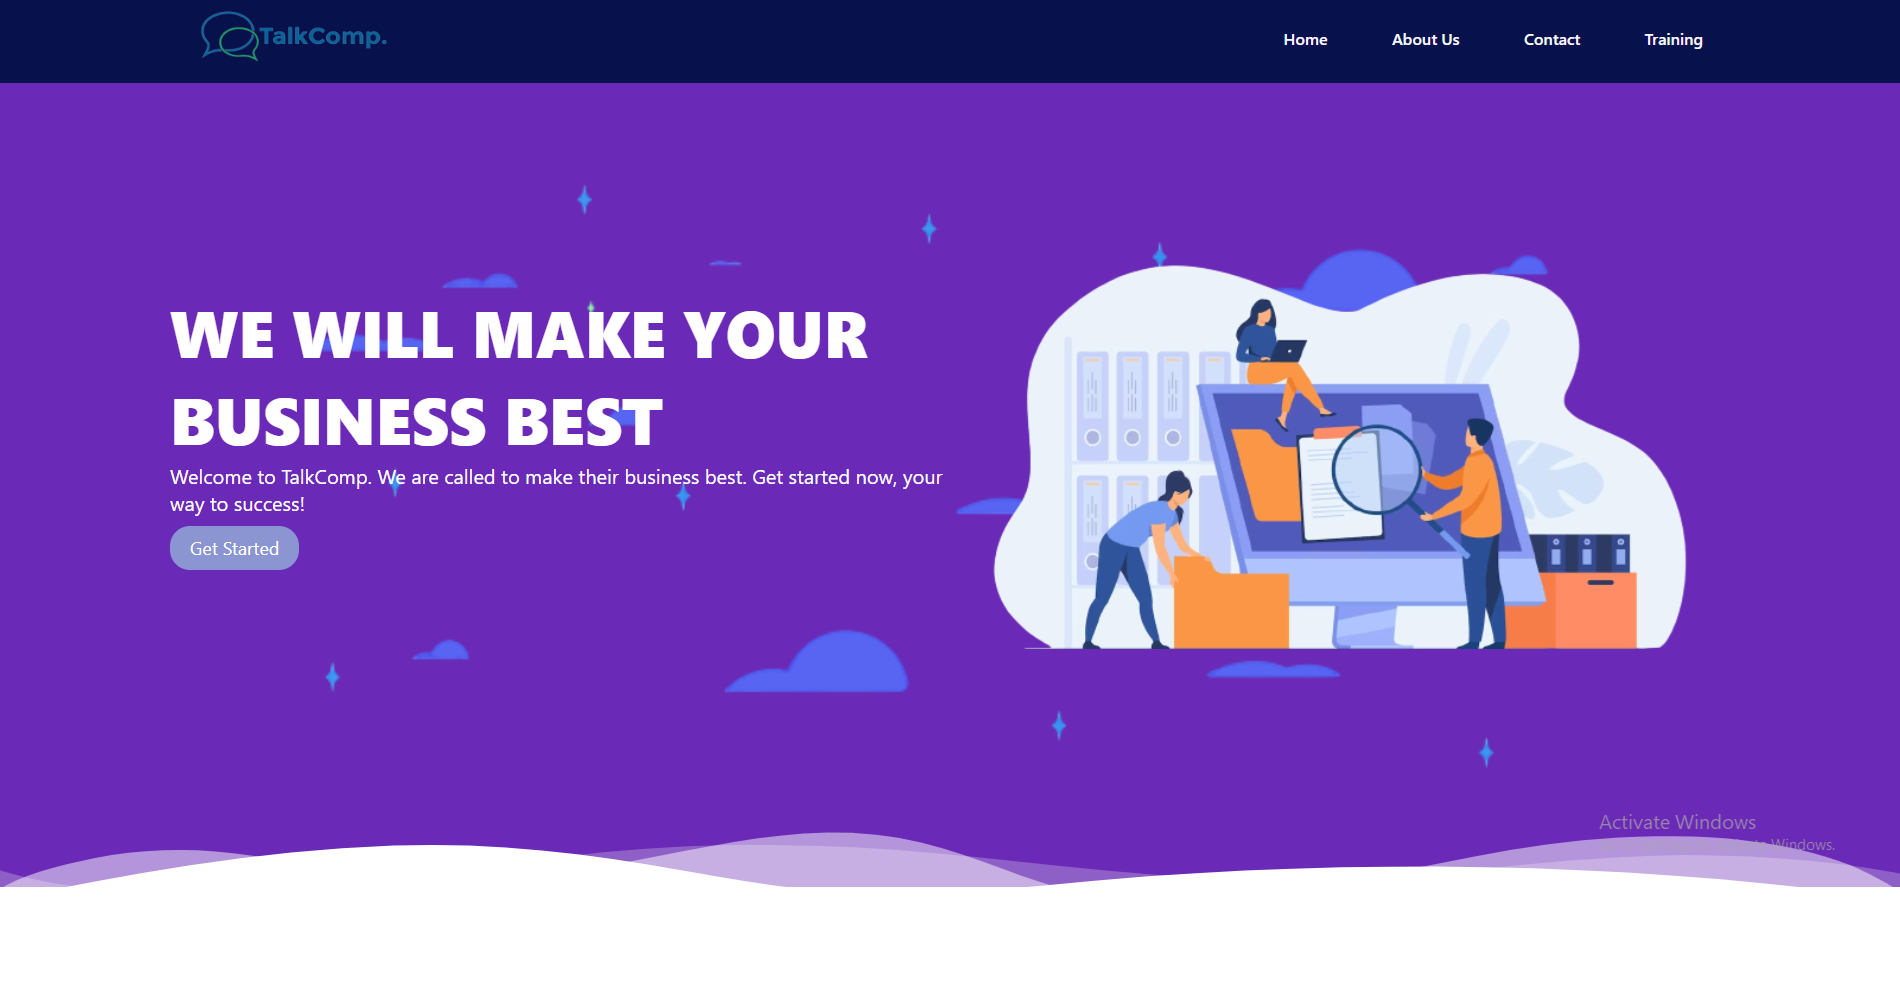 TalkComp.
Home
About Us
Contact
Training
WE WILL MAKE YOUR
BUSINESS BEST
Welcome to TalkComp. We are called to make their business best. Get started now, your
way to success!
Get Started
Activate Windows
Windows.